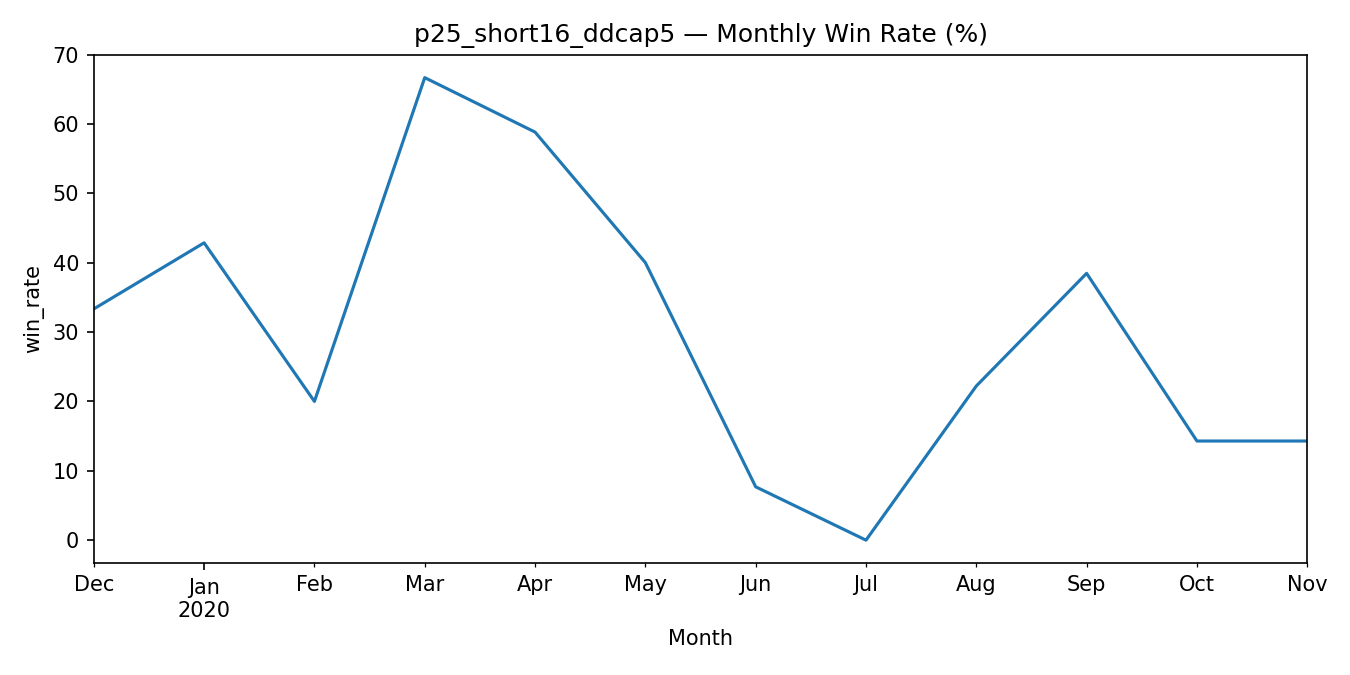 p25_short16_ddcap5 — Monthly Win Rate (%)
70
60
50
40
30
20
10
0
win_rate
Dec Jan Feb Mar Apr May Jun Jul Aug Sep Oct Nov
2020
Month